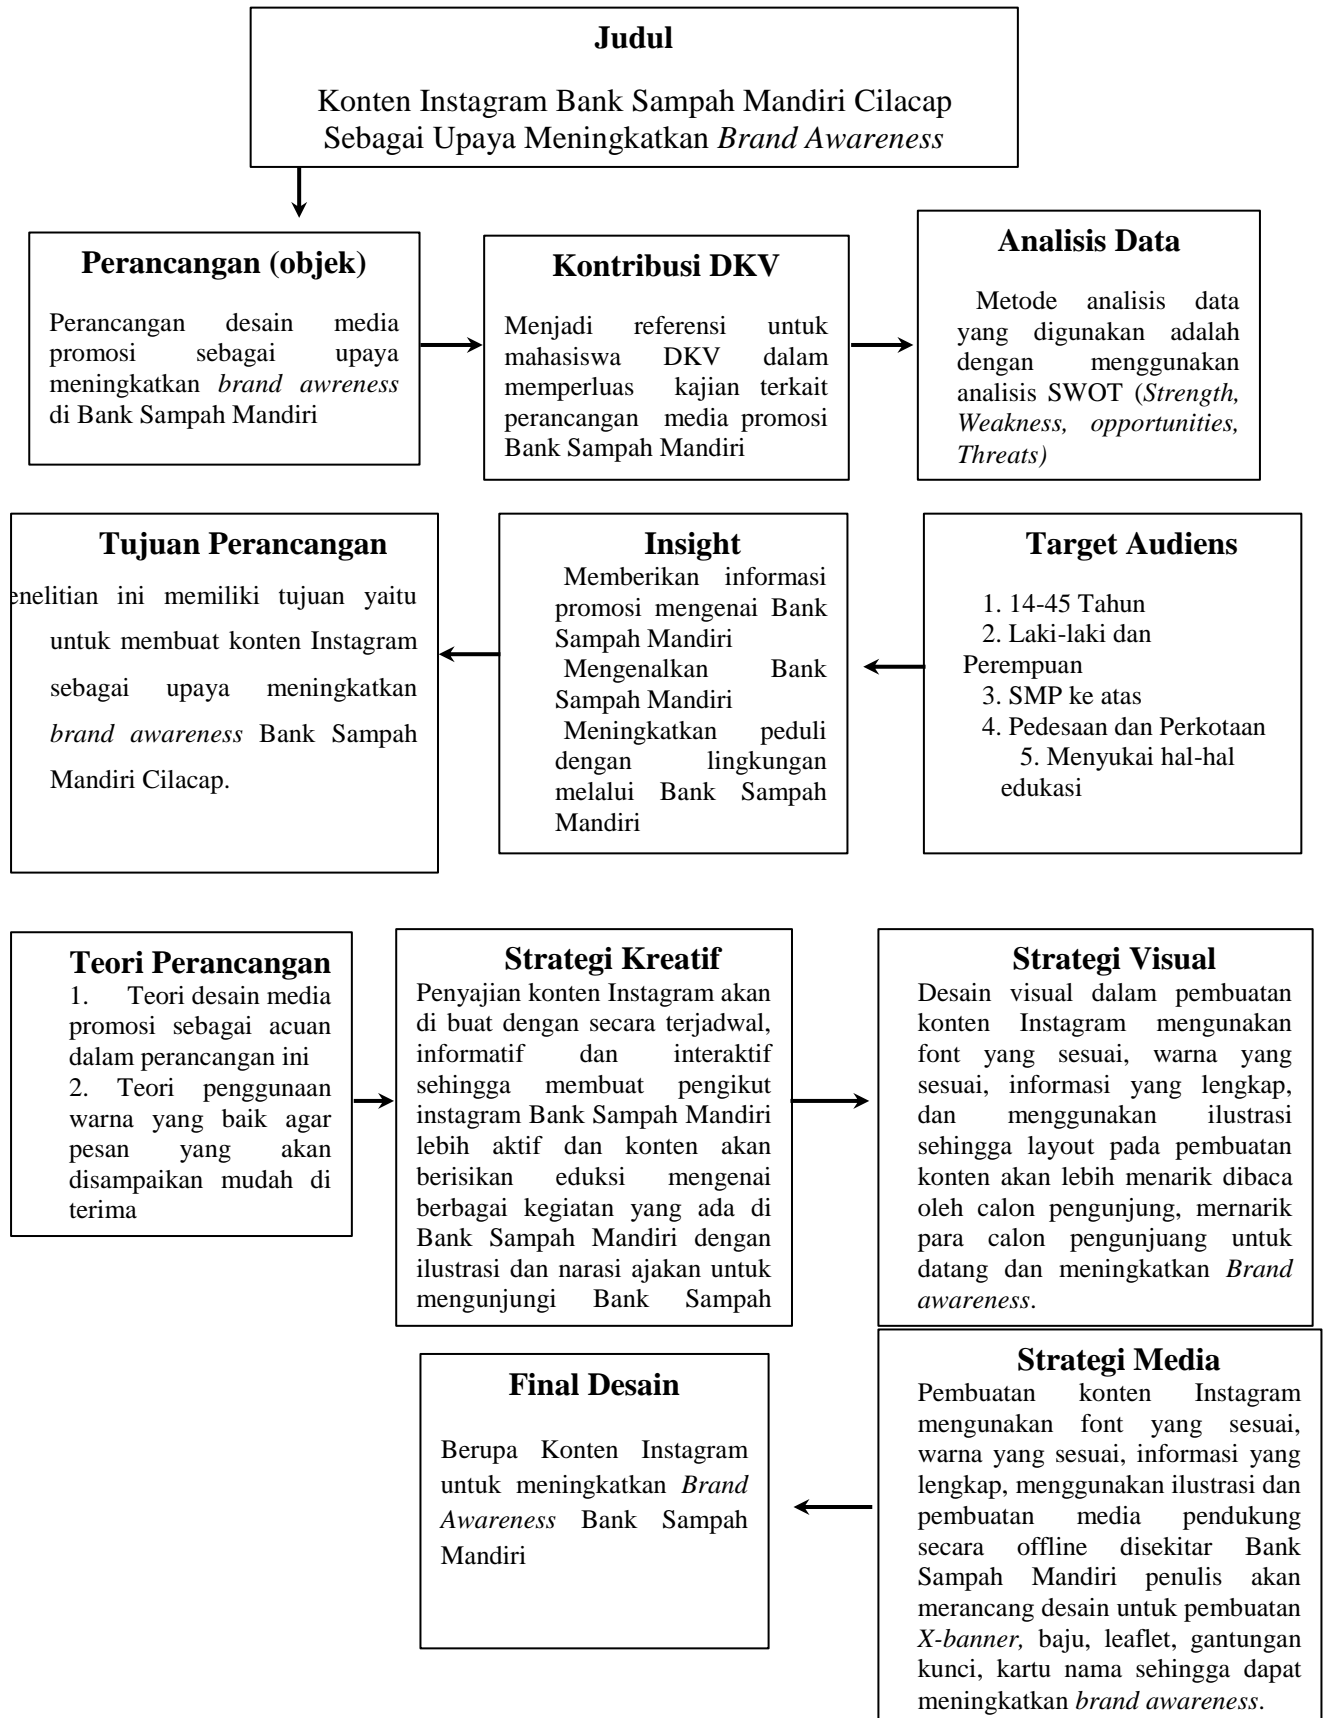 Judul
Konten Instagram Bank Sampah Mandiri Cilacap
Sebagai Upaya Meningkatkan Brand Awareness
Perancangan (objek)
Perancangan desain media
promosi sebagai upaya
meningkatkan brand awreness
di Bank Sampah Mandiri
Kontribusi DKV
Menjadi referensi untuk
mahasiswa DKV dalam
memperluas kajian terkait
perancangan media promosi
Bank Sampah Mandiri
Analisis Data
Metode analisis data
yang digunakan adalah
dengan menggunakan
analisis SWOT (Strength,
Weakness, opportunities,
Threats)
Target Audiens
1. 14-45 Tahun
2. Laki-laki dan
Perempuan
3. SMP ke atas
4. Pedesaan dan Perkotaan
5. Menyukai hal-hal
edukasi
Insight
Memberikan informasi
promosi mengenai Bank
Sampah Mandiri
Mengenalkan Bank
Sampah Mandiri
Meningkatkan peduli
dengan lingkungan
melalui Bank Sampah
Mandiri
Tujuan Perancangan
enelitian ini memiliki tujuan yaitu
untuk membuat konten Instagram
sebagai upaya meningkatkan
brand awareness Bank Sampah
Mandiri Cilacap.
Teori Perancangan
1. Teori desain media
promosi sebagai acuan
dalam perancangan ini
2. Teori penggunaan
warna yang baik agar
pesan yang akan
disampaikan mudah di
terima
Strategi Kreatif
Penyajian konten Instagram akan
di buat dengan secara terjadwal,
informatif dan interaktif
sehingga membuat pengikut
instagram Bank Sampah Mandiri
lebih aktif dan konten akan
berisikan eduksi mengenai
berbagai kegiatan yang ada di
Bank Sampah Mandiri dengan
ilustrasi dan narasi ajakan untuk
mengunjungi Bank Sampah
Strategi Visual
Desain visual dalam pembuatan
konten Instagram mengunakan
font yang sesuai, warna yang
sesuai, informasi yang lengkap,
dan menggunakan ilustrasi
sehingga layout pada pembuatan
konten akan lebih menarik dibaca
oleh calon pengunjung, mernarik
para calon pengunjuang untuk
datang dan meningkatkan Brand
awareness.
Strategi Media
Pembuatan konten Instagram
mengunakan font yang sesuai,
warna yang sesuai, informasi yang
lengkap, menggunakan ilustrasi dan
pembuatan media pendukung
secara offline disekitar Bank
Sampah Mandiri penulis akan
merancang desain untuk pembuatan
X-banner, baju, leaflet, gantungan
kunci, kartu nama sehingga dapat
meningkatkan brand awareness.
Final Desain
Berupa Konten Instagram
untuk meningkatkan Brand
Awareness Bank Sampah
Mandiri